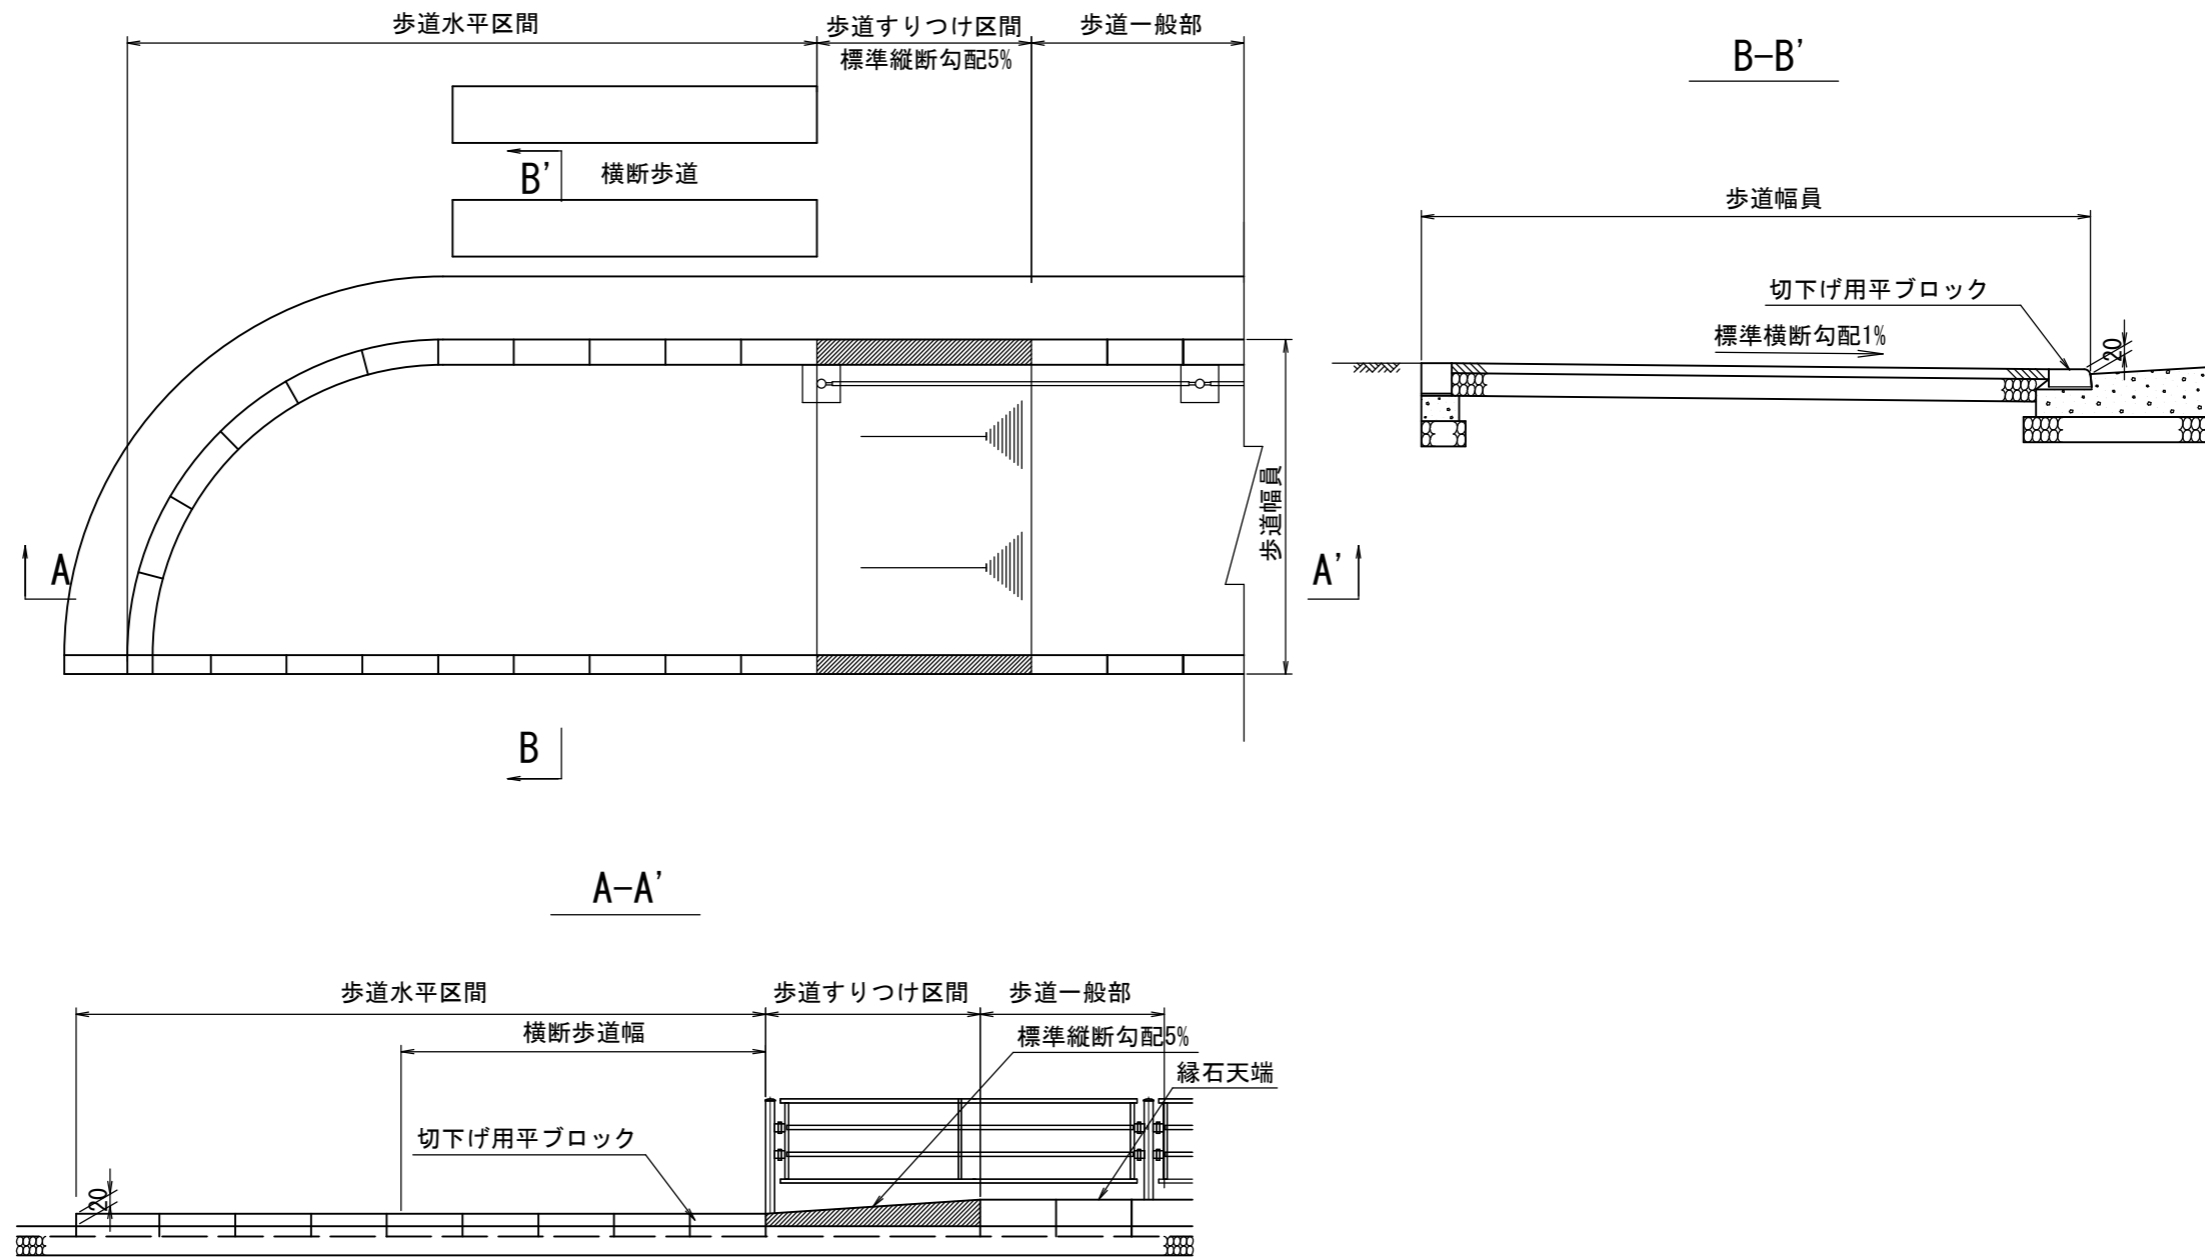 歩道水平区間
歩道すりつけ区間
標準縦断勾配5%
歩道一般部
B-B'
B'
横断歩道
歩道幅員
切下げ用平ブロック
標準横断勾配1%
20
A
歩道幅員
A'
B
A-A'
歩道水平区間
歩道すりつけ区間
歩道一般部
横断歩道幅
標準縦断勾配5%
縁石天端
切下げ用平ブロック
20